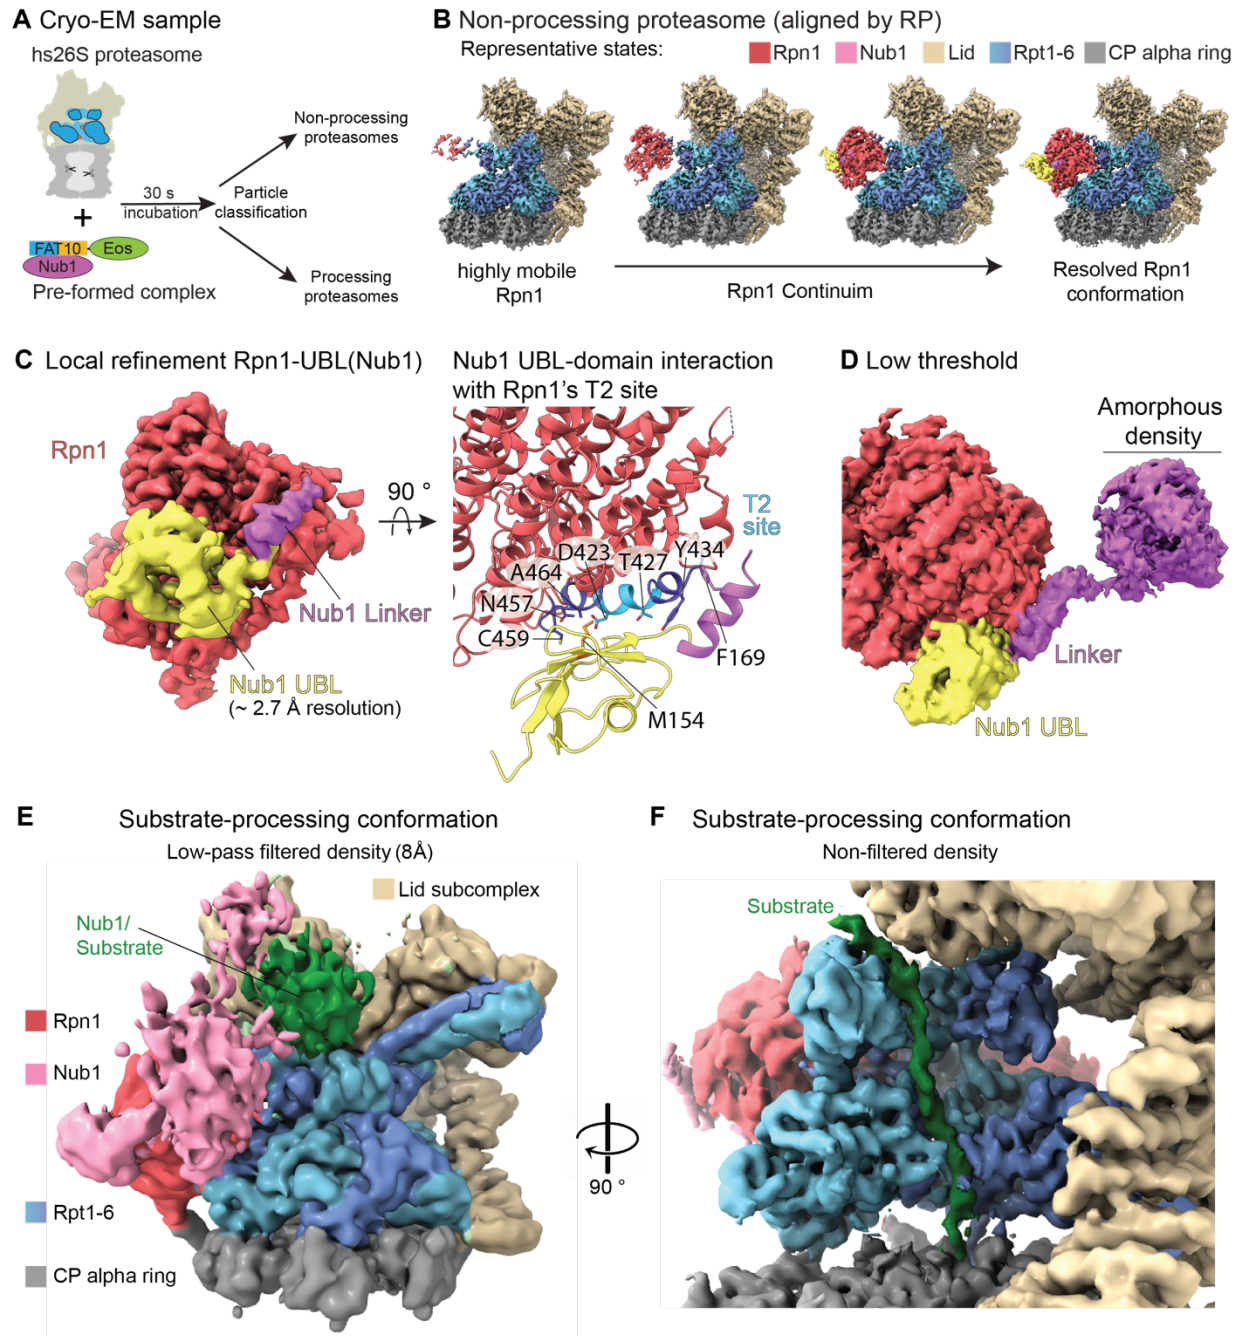 A Cryo-EM sample
hs26S proteasome
+
FAT10
Eos
Nub1
Pre-formed complex
30 s
incubation
Particle
classification
Non-processing
proteasomes
Processing
proteasomes
B Non-processing proteasome (aligned by RP)
Representative states:
Rpn1
Nub1
Lid
Rpt1-6
CP alpha ring
highly mobile
Rpn1
Rpn1 Continuim
Resolved Rpn1
conformation
C Local refinement Rpn1-UBL(Nub1)
Rpn1
Nub1 Linker
Nub1 UBL
(~ 2.7 Å resolution)
90 °
Nub1 UBL-domain interaction
with Rpn1's T2 site
T2
site
D423
Y434
A464
T427
N457
C459
F169
M154
D Low threshold
Amorphous
density
Linker
Nub1 UBL
E Substrate-processing conformation
Low-pass filtered density (8Å)
Lid subcomplex
Nub1/
Substrate
Rpn1
Nub1
Rpt1-6
CP alpha ring
90 °
F Substrate-processing conformation
Non-filtered density
Substrate